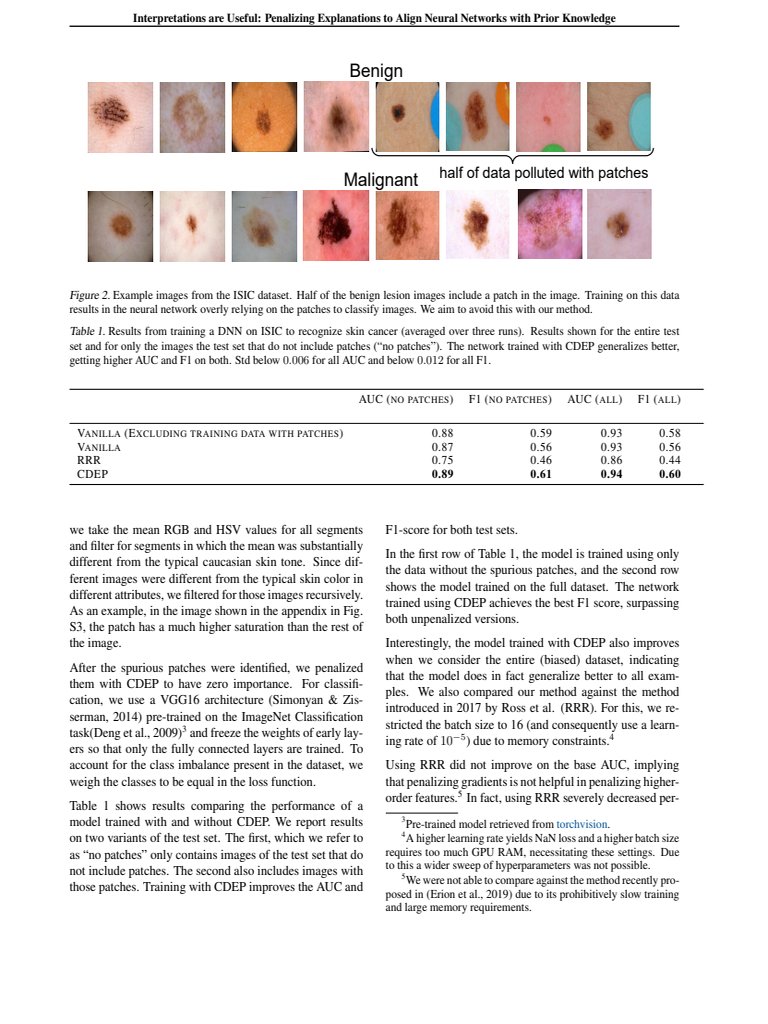 Interpretations are Useful: Penalizing Explanations to Align Neural Networks with Prior Knowledge
Benign
half of data polluted with patches
Malignant
Figure 2. Example images from the ISIC dataset. Half of the benign lesion images include a patch in the image. Training on this data
results in the neural network overly relying on the patches to classify images. We aim to avoid this with our method.
Table 1. Results from training a DNN on ISIC to recognize skin cancer (averaged over three runs). Results shown for the entire test
set and for only the images the test set that do not include patches (“no patches”). The network trained with CDEP generalizes better,
getting higher AUC and F1 on both. Std below 0.006 for all AUC and below 0.012 for all F1.
AUC (NO PATCHES) F1 (NO PATCHES) AUC (ALL) F1 (ALL)
VANILLA (EXCLUDING TRAINING DATA WITH PATCHES) 0.88 0.59 0.93 0.58
VANILLA 0.87 0.56 0.93 0.56
RRR 0.75 0.46 0.86 0.44
CDEP 0.89 0.61 0.94 0.60
we take the mean RGB and HSV values for all segments
and filter for segments in which the mean was substantially
different from the typical caucasian skin tone. Since dif-
ferent images were different from the typical skin color in
different attributes, we filtered for those images recursively.
As an example, in the image shown in the appendix in Fig.
S3, the patch has a much higher saturation than the rest of
the image.
After the spurious patches were identified, we penalized
them with CDEP to have zero importance. For classifi-
cation, we use a VGG16 architecture (Simonyan & Zis-
serman, 2014) pre-trained on the ImageNet Classification
task(Deng et al., 2009)³ and freeze the weights of early lay-
ers so that only the fully connected layers are trained. To
account for the class imbalance present in the dataset, we
weigh the classes to be equal in the loss function.
Table 1 shows results comparing the performance of a
model trained with and without CDEP. We report results
on two variants of the test set. The first, which we refer to
as “no patches” only contains images of the test set that do
not include patches. The second also includes images with
those patches. Training with CDEP improves the AUC and
F1-score for both test sets.
In the first row of Table 1, the model is trained using only
the data without the spurious patches, and the second row
shows the model trained on the full dataset. The network
trained using CDEP achieves the best F1 score, surpassing
both unpenalized versions.
Interestingly, the model trained with CDEP also improves
when we consider the entire (biased) dataset, indicating
that the model does in fact generalize better to all exam-
ples. We also compared our method against the method
introduced in 2017 by Ross et al. (RRR). For this, we re-
stricted the batch size to 16 (and consequently use a learn-
ing rate of 10⁻⁵) due to memory constraints.⁴
Using RRR did not improve on the base AUC, implying
that penalizing gradients is not helpful in penalizing higher-
order features.⁵ In fact, using RRR severely decreased per-
³Pre-trained model retrieved from torchvision.
⁴A higher learning rate yields NaN loss and a higher batch size
requires too much GPU RAM, necessitating these settings. Due
to this a wider sweep of hyperparameters was not possible.
⁵We were not able to compare against the method recently pro-
posed in (Erion et al., 2019) due to its prohibitively slow training
and large memory requirements.